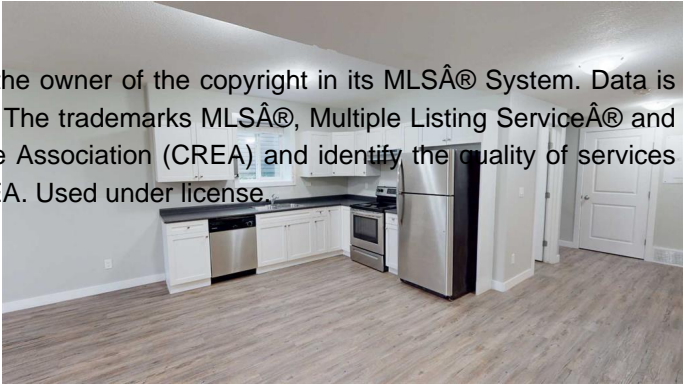 the owner of the copyright in its MLSÂ® System. Data is
The trademarks MLSÂ®, Multiple Listing ServiceÂ® and
e Association (CREA) and identify the quality of services
EA. Used under license.